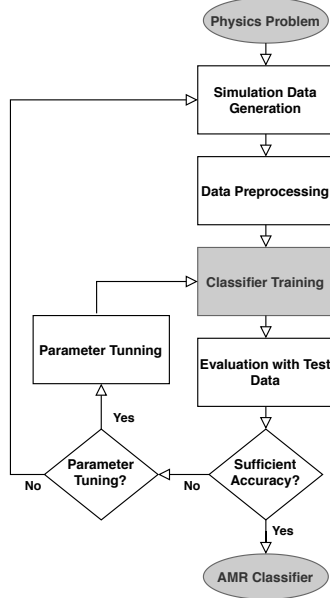 Physics Problem
Simulation Data
Generation
Data Preprocessing
Classifier Training
Parameter Tunning
Evaluation with Test
Data
Yes
Parameter
Tuning?
Sufficient
Accuracy?
No
No
Yes
AMR Classifier